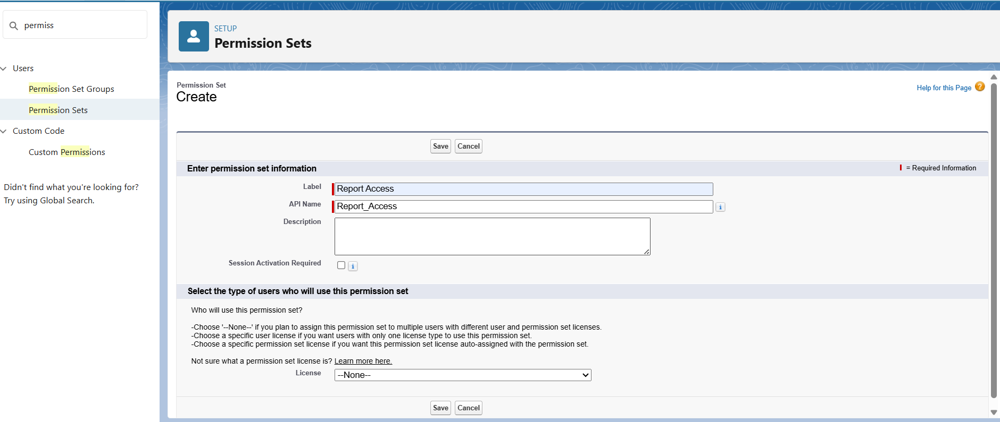 permiss
Users
Permission Set Groups
Permission Sets
Custom Code
Custom Permissions
Didn't find what you're looking for?
Try using Global Search.
SETUP
Permission Sets
Permission Set
Create
Help for this Page ?
Save Cancel
Enter permission set information
= Required Information
Label Report Access
API Name Report_Access i
Description
Session Activation Required i
Select the type of users who will use this permission set
Who will use this permission set?
-Choose '--None--' if you plan to assign this permission set to multiple users with different user and permission set licenses.
-Choose a specific user license if you want users with only one license type to use this permission set.
-Choose a specific permission set license if you want this permission set license auto-assigned with the permission set.
Not sure what a permission set license is? Learn more here.
License --None--
Save Cancel